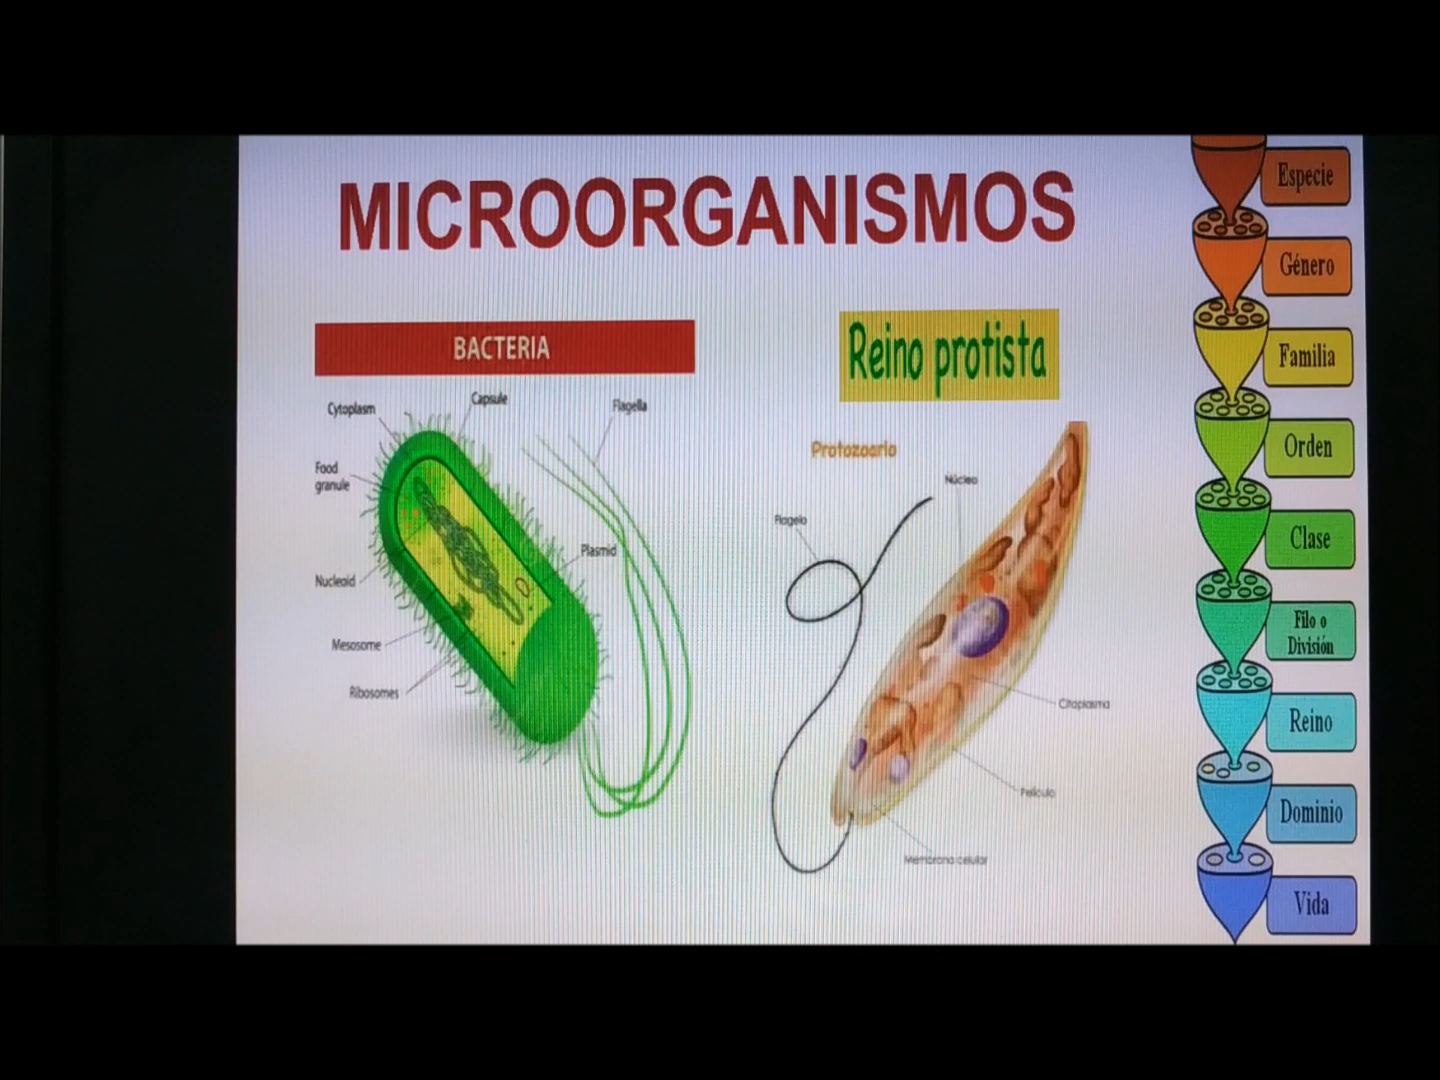 MICROORGANISMOS
BACTERIA
Cytoplasm
Capsule
Flagella
Food
granule
Plasmid
Nucleoid
Mesosome
Ribosomes
Reino protista
Protozoario
Núcleo
Flagelo
Citoplasma
Película
Membrana celular
Especie
Género
Familia
Orden
Clase
Filo o
División
Reino
Dominio
Vida